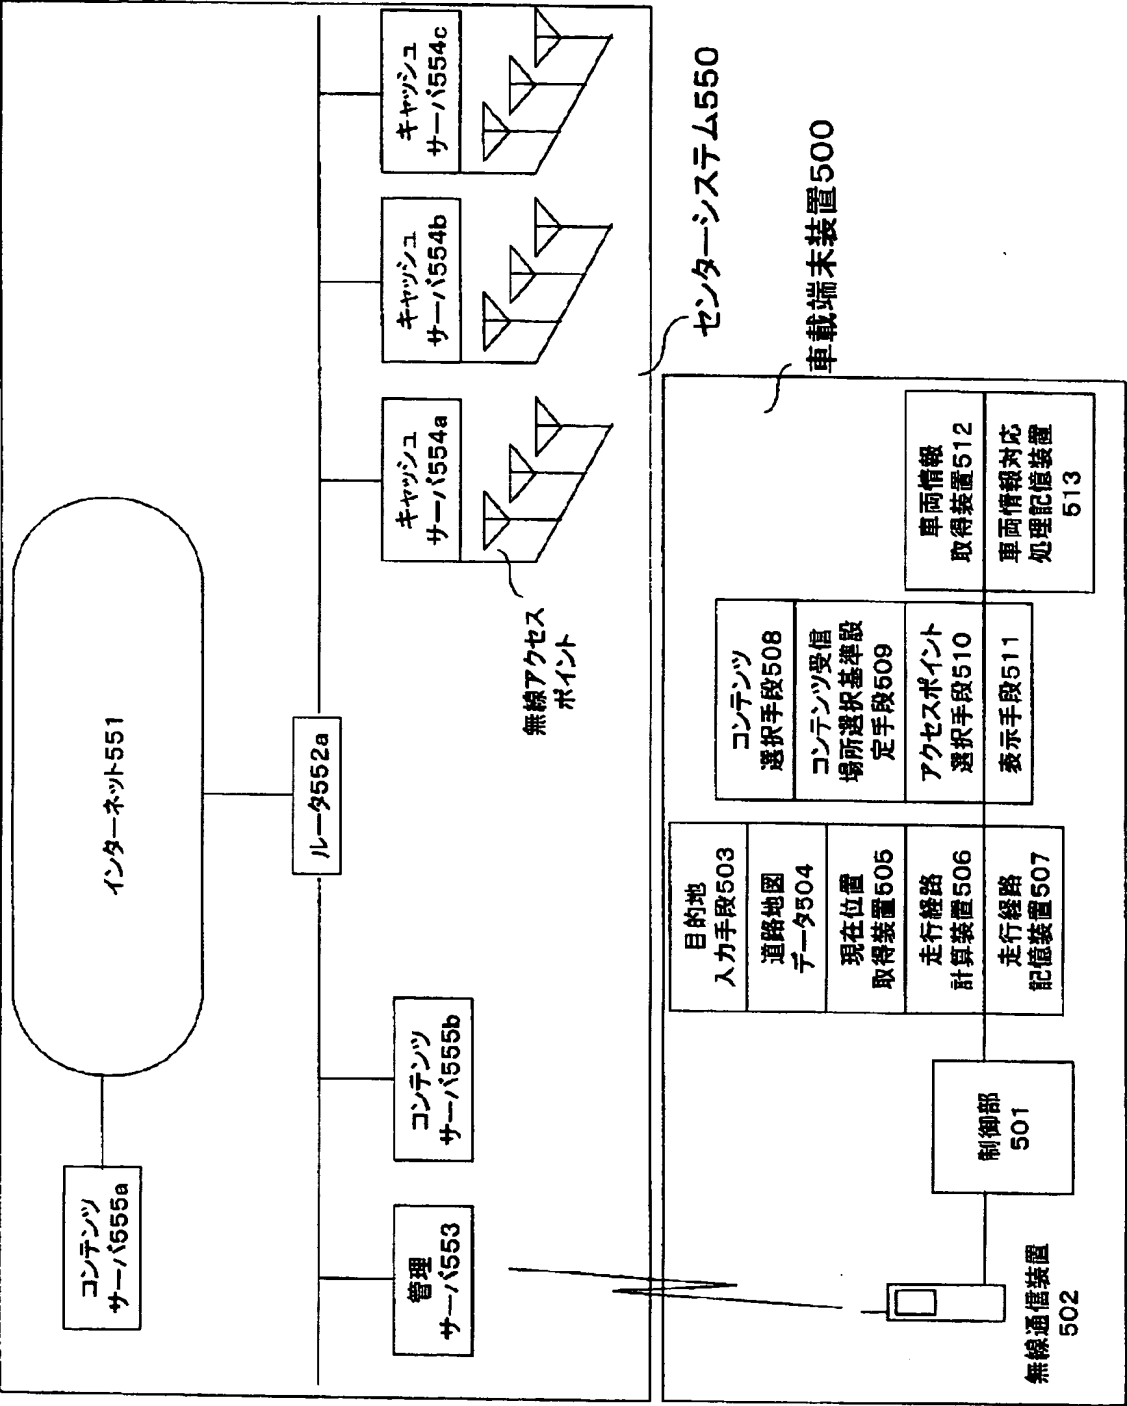 コンテンツ
サーバ555a
インターネット551
ルータ552a
管理
サーバ553
コンテンツ
サーバ555b
キャッシュ
サーバ554a
キャッシュ
サーバ554b
キャッシュ
サーバ554c
無線アクセス
ポイント
センターシステム550
車載端末装置500
無線通信装置
502
制御部
501
目的地
入力手段503
道路地図
データ504
現在位置
取得装置505
走行経路
計算装置506
走行経路
記憶装置507
コンテンツ
選択手段508
コンテンツ受信
場所選択基準設
定手段509
アクセスポイント
選択手段510
表示手段511
車両情報
取得装置512
車両情報対応
処理記憶装置
513